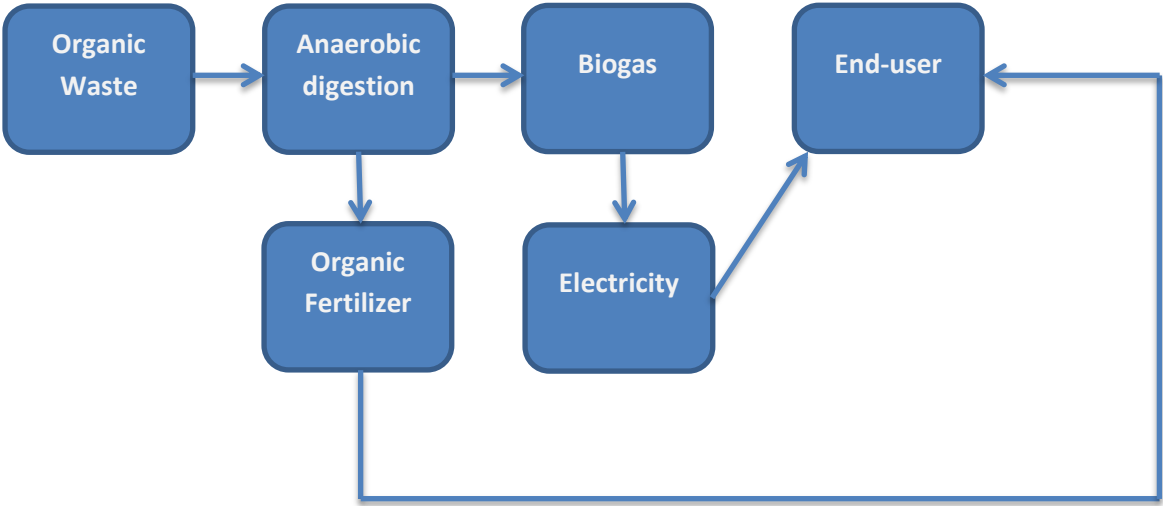 Organic
Waste
Anaerobic
digestion
Biogas
End-user
Organic
Fertilizer
Electricity